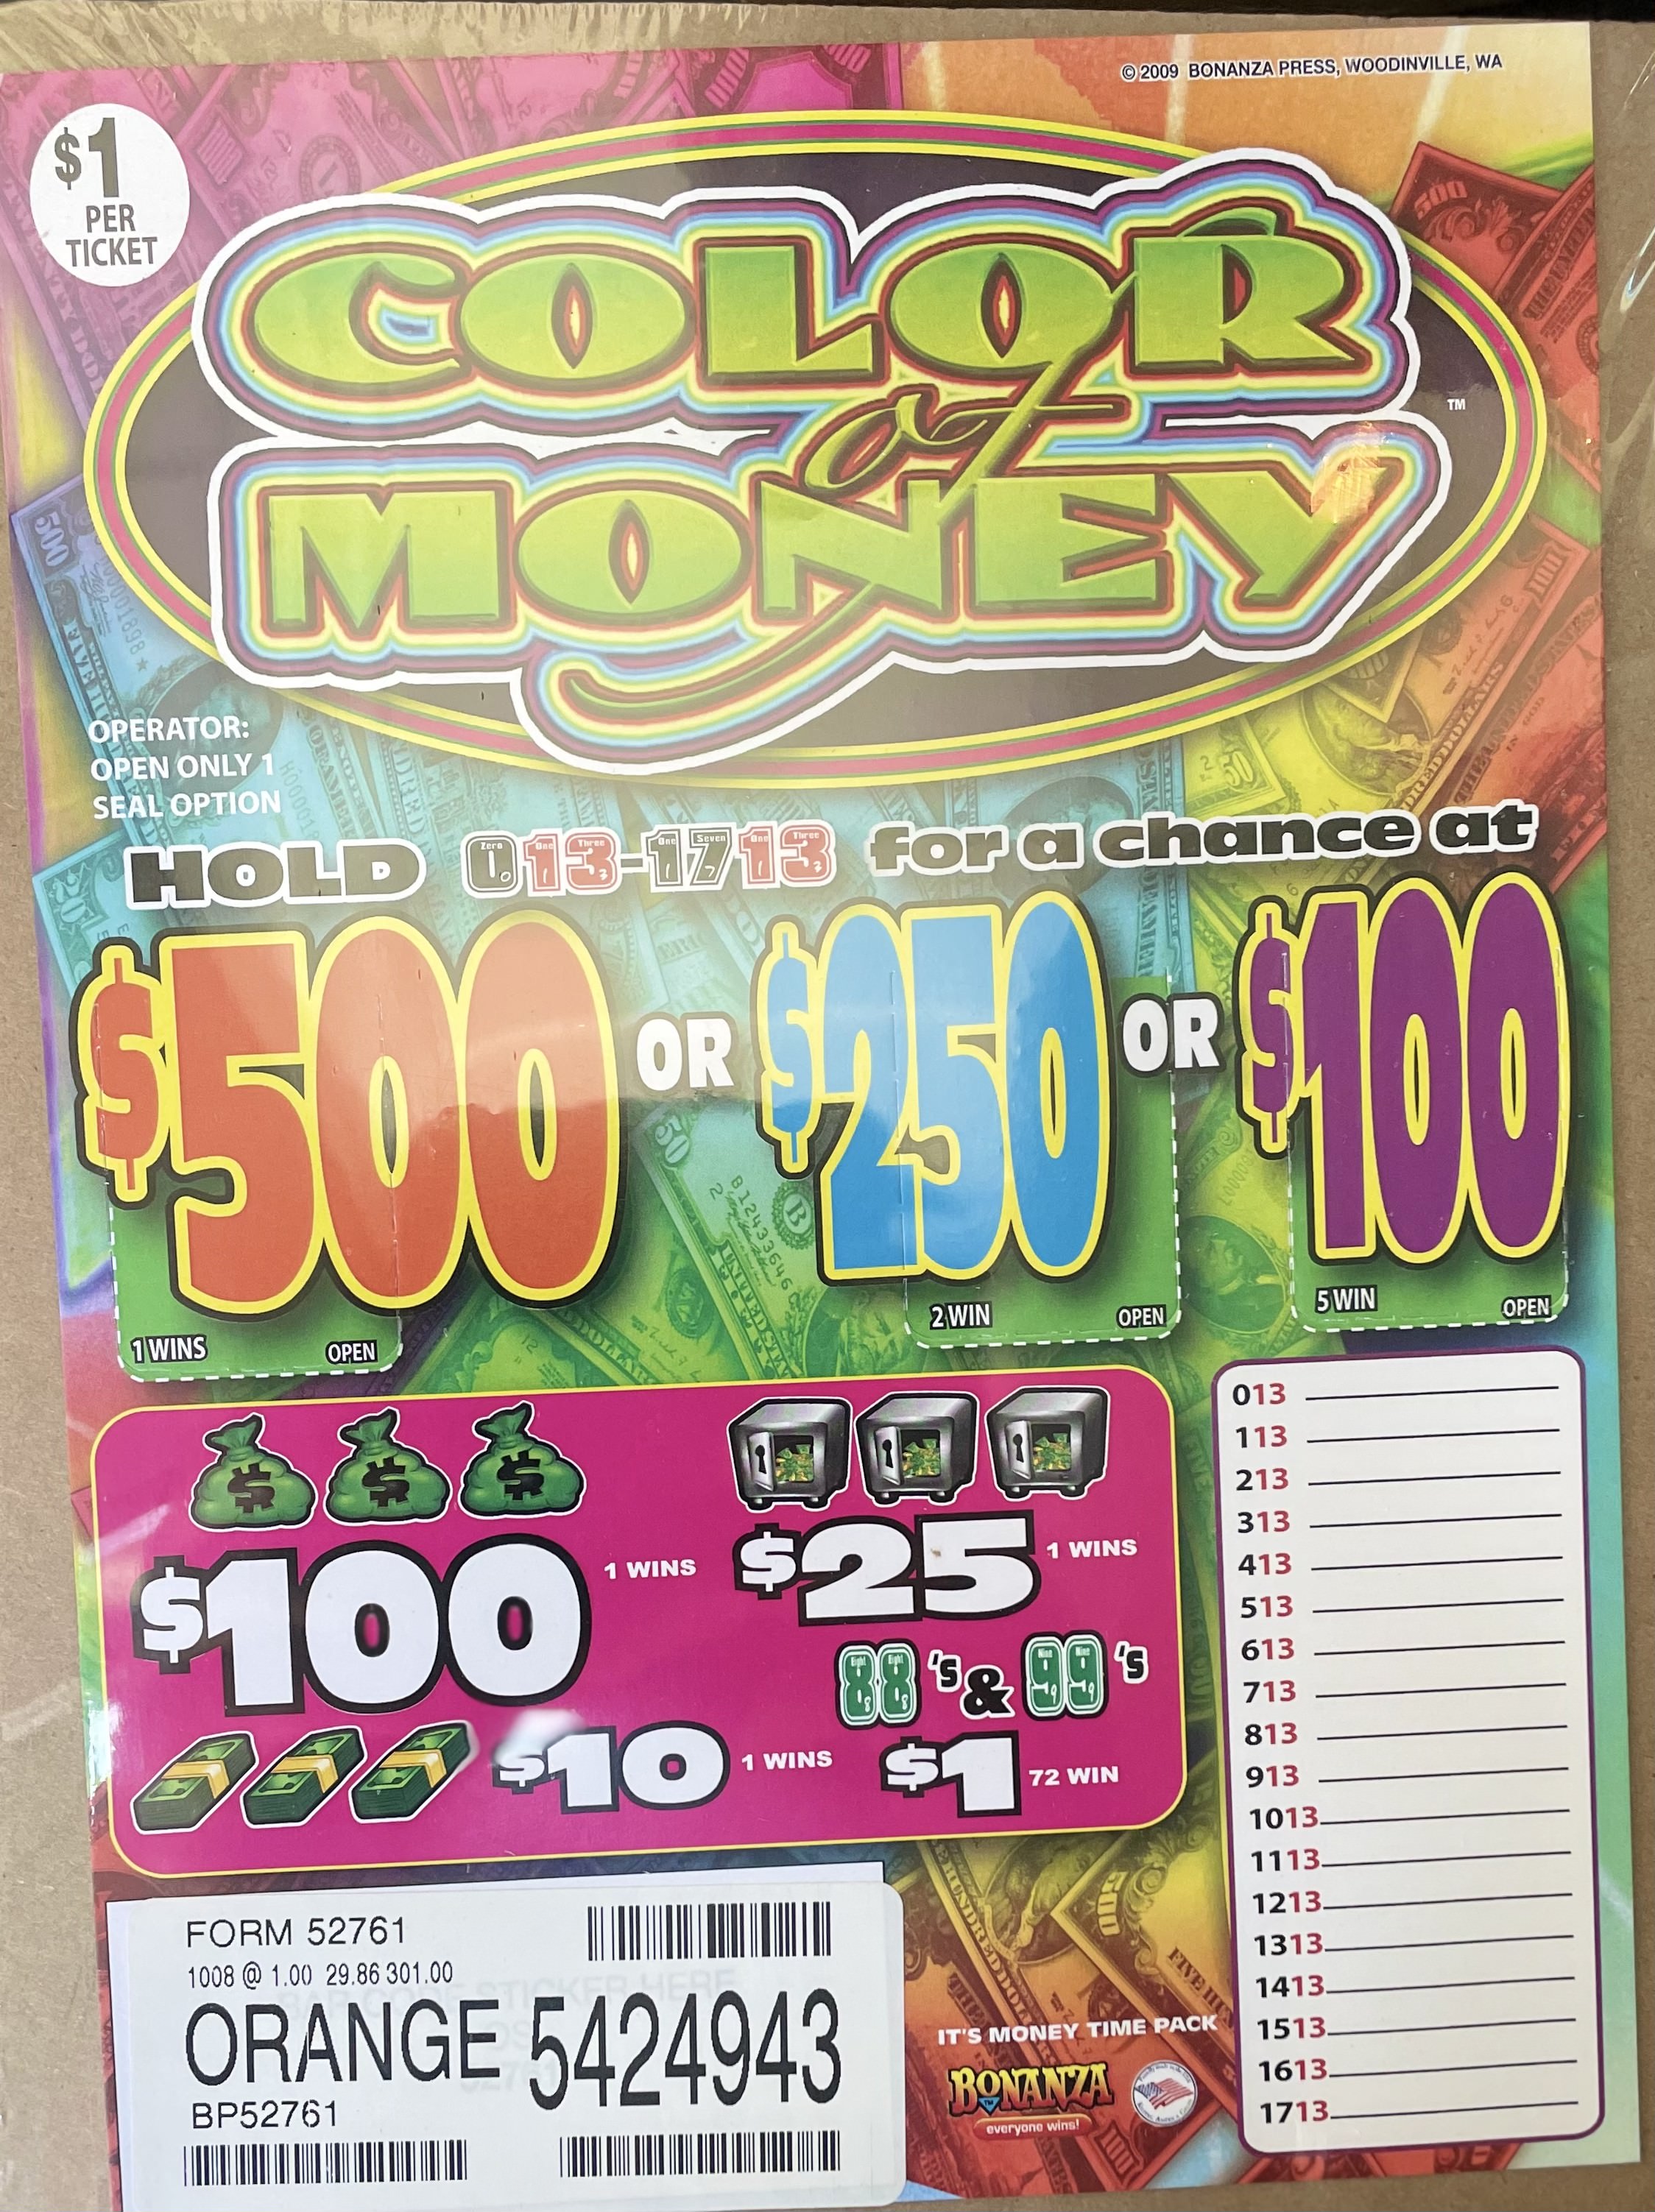 © 2009 BONANZA PRESS, WOODINVILLE, WA
$1
PER
TICKET
COLOR
of
MONEY
TM
OPERATOR:
OPEN ONLY 1
SEAL OPTION
HOLD 013-1713 for a chance at
$500 OR $250 OR $100
1 WINS OPEN
2 WIN OPEN
5 WIN OPEN
$100 1 WINS
$25 1 WINS
88's & 99's
$10 1 WINS
$1 72 WIN
013
113
213
313
413
513
613
713
813
913
1013
1113
1213
1313
1413
1513
1613
1713
FORM 52761
1008 @ 1.00 29.86 301.00
ORANGE 5424943
BP52761
IT'S MONEY TIME PACK
BONANZA
everyone wins!